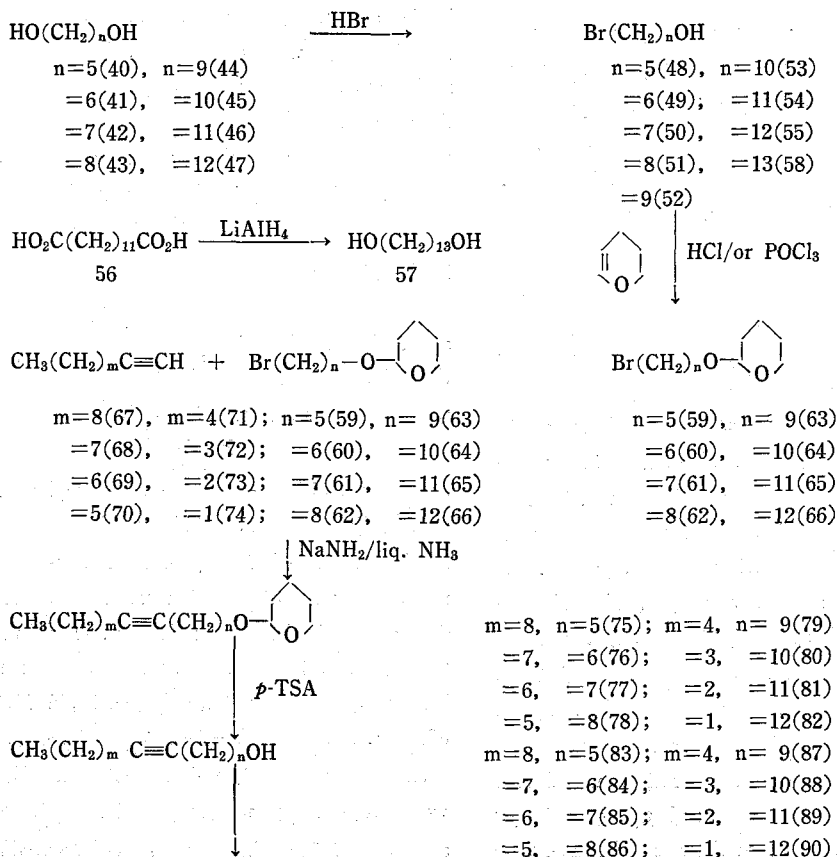 HO(CH₂)ₙOH HBr Br(CH₂)ₙOH
n=5(40), n=9(44) n=5(48), n=10(53)
=6(41), =10(45) =6(49); =11(54)
=7(42), =11(46) =7(50), =12(55)
=8(43), =12(47) =8(51), =13(58)
=9(52)
HO₂C(CH₂)₁₁CO₂H LiAlH₄ HO(CH₂)₁₃OH
56 57
O
HCl/or POCl₃
CH₃(CH₂)ₘC≡CH + Br(CH₂)ₙ-O- O Br(CH₂)ₙO- O
m=8(67), m=4(71); n=5(59), n= 9(63) n=5(59), n= 9(63)
=7(68), =3(72); =6(60), =10(64) =6(60), =10(64)
=6(69), =2(73); =7(61), =11(65) =7(61), =11(65)
=5(70), =1(74); =8(62), =12(66) =8(62), =12(66)
NaNH₂/liq. NH₃
CH₃(CH₂)ₘC≡C(CH₂)ₙO- O
m=8, n=5(75); m=4, n= 9(79)
=7, =6(76); =3, =10(80)
=6, =7(77); =2, =11(81)
=5, =8(78); =1, =12(82)
p-TSA
CH₃(CH₂)ₘ C≡C(CH₂)ₙOH
m=8, n=5(83); m=4, n= 9(87)
=7, =6(84); =3, =10(88)
=6, =7(85); =2, =11(89)
=5, =8(86); =1, =12(90)